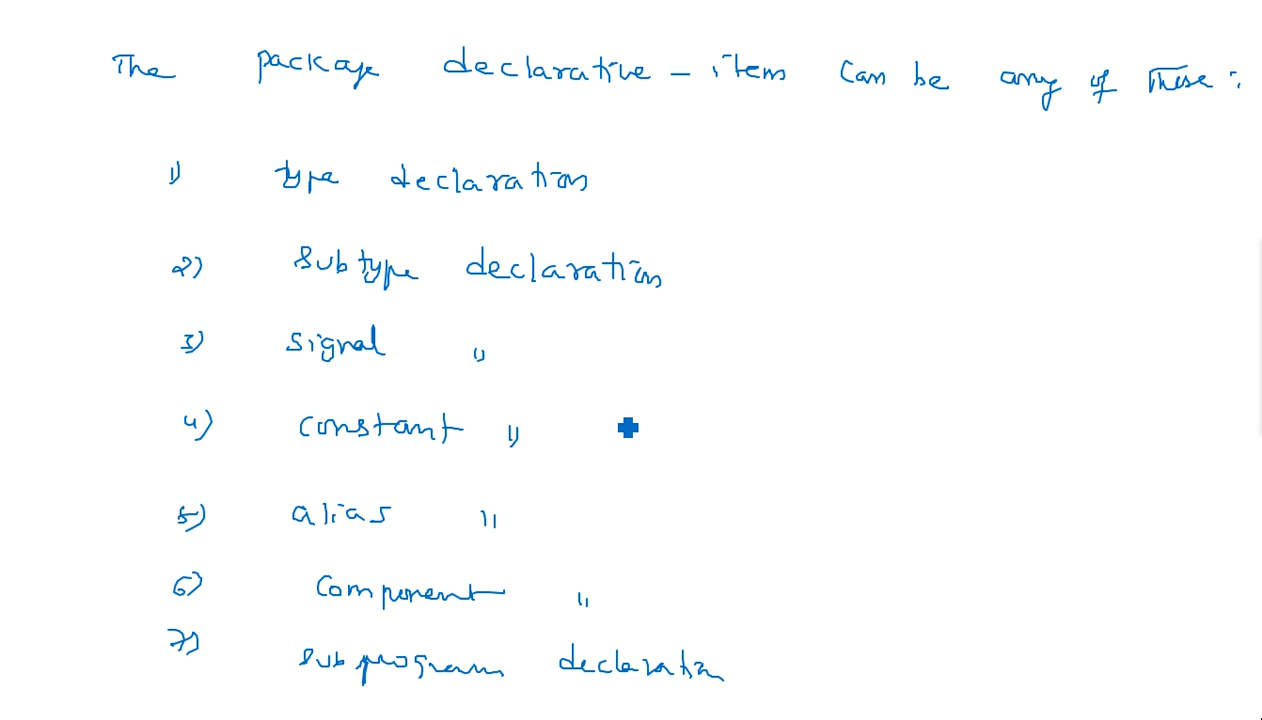 The package declarative - item can be any of these :
1) type declaration
2) Subtype declaration
3) signal "
4) constant "
5) alias "
6) Component "
7) Subprogram declaration